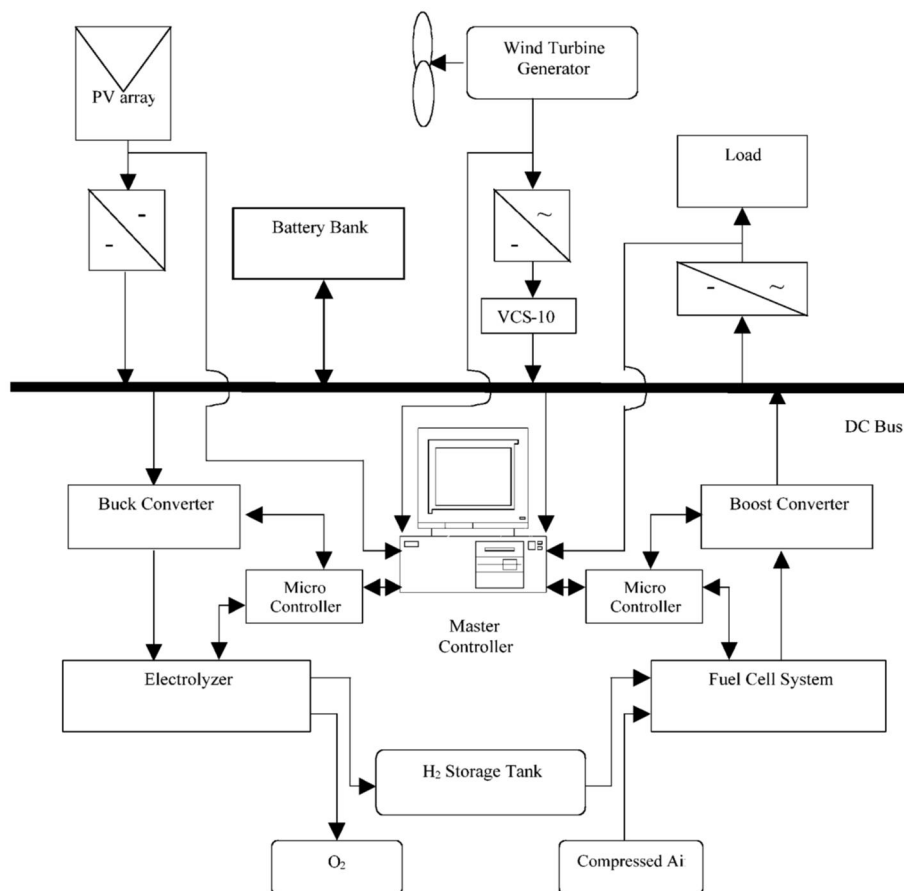 Wind Turbine
Generator
PV array
Load
-
-
~
-
Battery Bank
-
~
VCS-10
DC Bus
Buck Converter
Boost Converter
Micro
Controller
Micro
Controller
Master
Controller
Electrolyzer
Fuel Cell System
H₂ Storage Tank
O₂
Compressed Ai